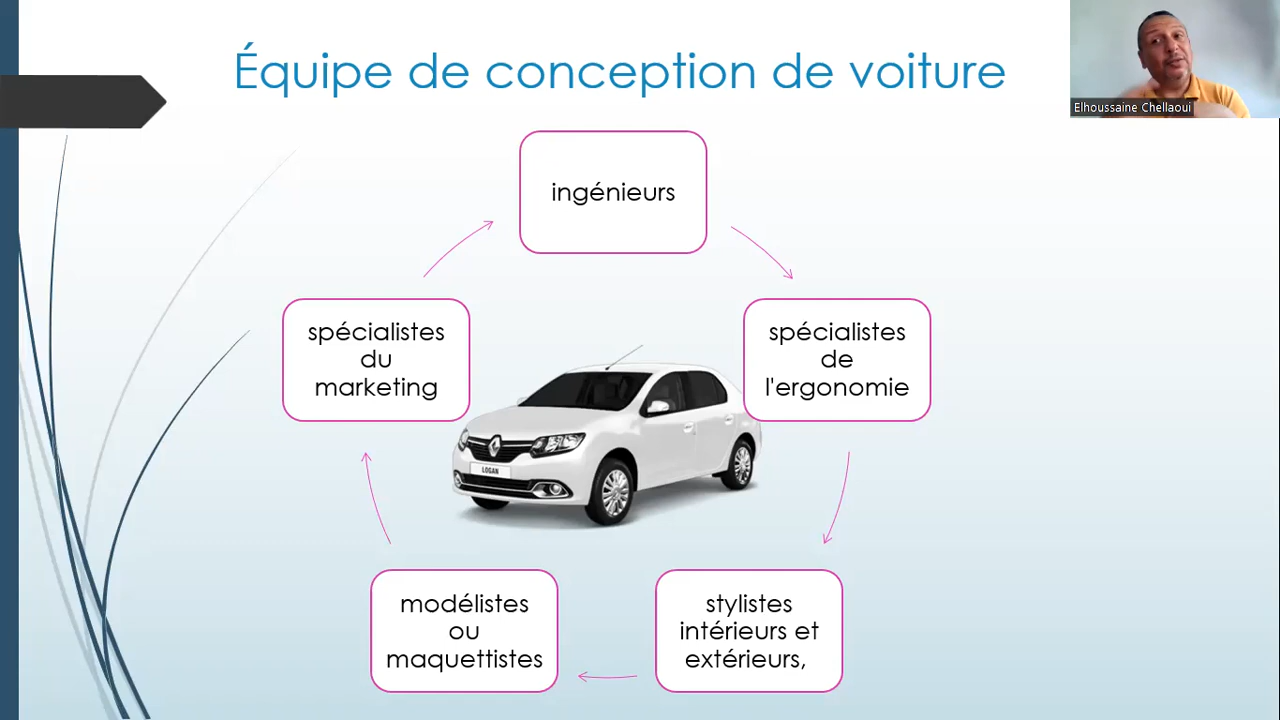 Équipe de conception de voiture
Elhoussaine Chellaoui
ingénieurs
spécialistes
du
marketing
spécialistes
de
l'ergonomie
LOGAN
modélistes
ou
maquettistes
stylistes
intérieurs et
extérieurs,